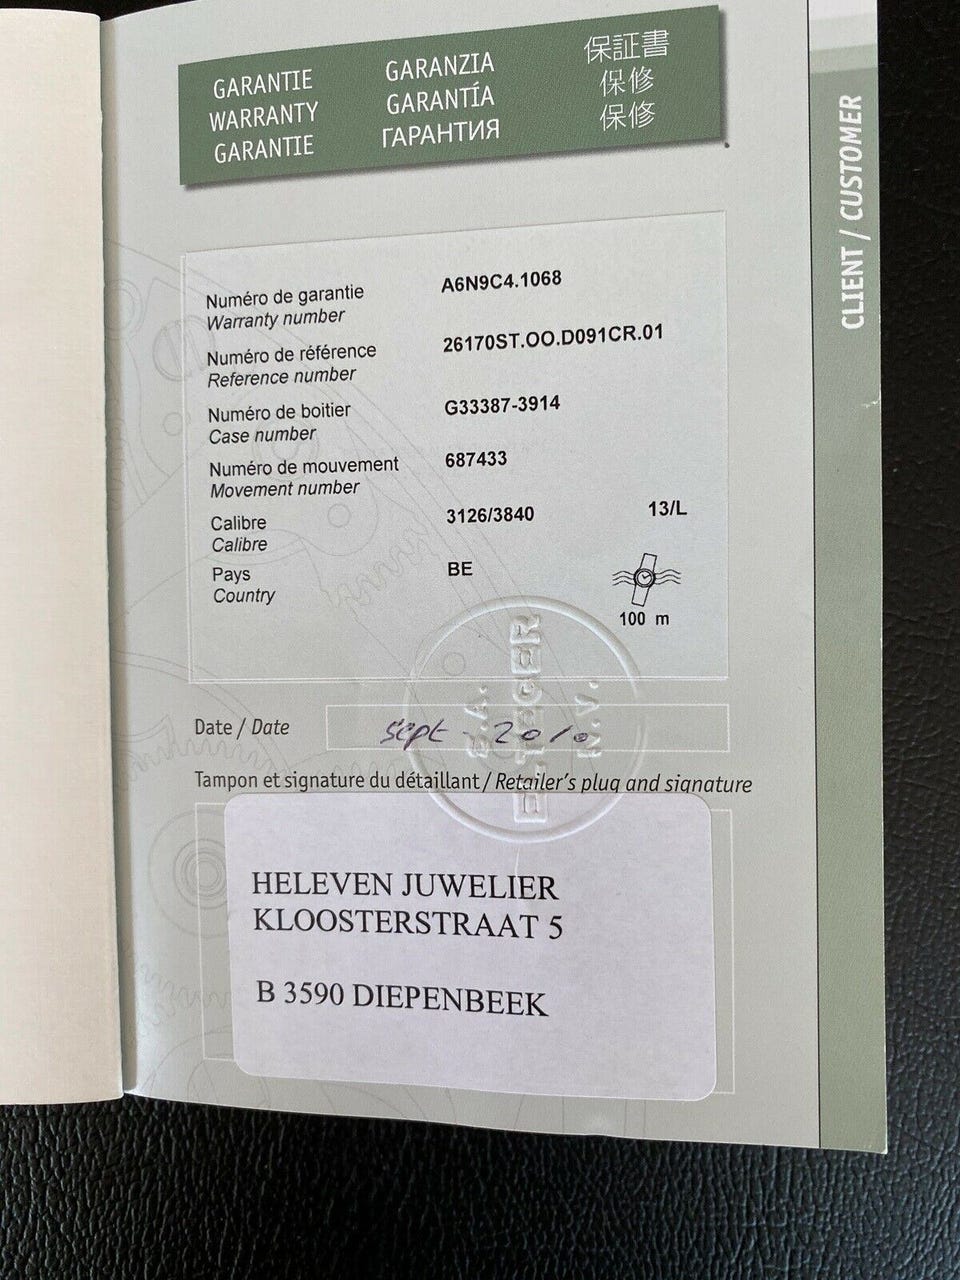 GARANTIE
WARRANTY
GARANTIE
GARANZIA
GARANTÍA
ГАРАНТИЯ
保証書
保修
保修
CLIENT / CUSTOMER
Numéro de garantie A6N9C4.1068
Warranty number
Numéro de référence 26170ST.OO.D091CR.01
Reference number
Numéro de boitier G33387-3914
Case number
Numéro de mouvement 687433
Movement number
Calibre 3126/3840 13/L
Calibre
Pays BE
Country
100 m
S.A.
N.V.
Date / Date sept - 2010
Tampon et signature du détaillant / Retailer's plug and signature
HELEVEN JUWELIER
KLOOSTERSTRAAT 5
B 3590 DIEPENBEEK